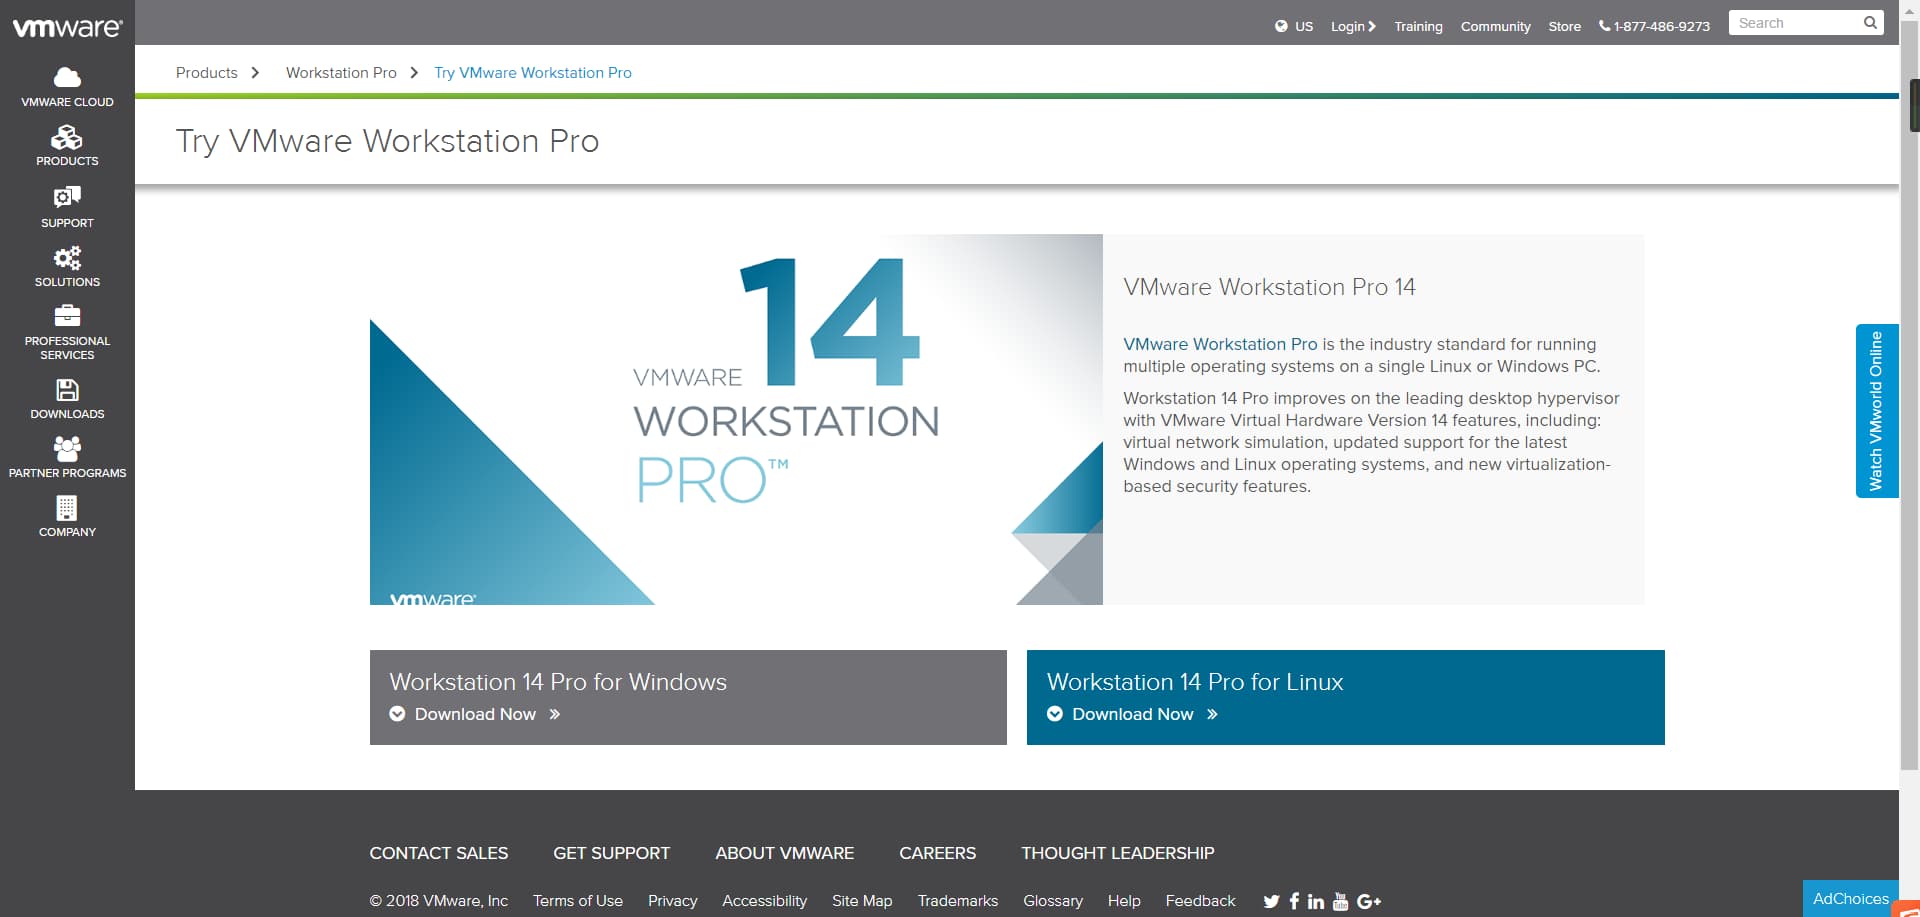 vmware
US Login Training Community Store 1-877-486-9273 Search
VMWARE CLOUD
PRODUCTS
SUPPORT
SOLUTIONS
PROFESSIONAL
SERVICES
DOWNLOADS
PARTNER PROGRAMS
COMPANY
Products Workstation Pro Try VMware Workstation Pro
Try VMware Workstation Pro
14
VMWARE
WORKSTATION
PRO™
vmware
VMware Workstation Pro 14
VMware Workstation Pro is the industry standard for running
multiple operating systems on a single Linux or Windows PC.
Workstation 14 Pro improves on the leading desktop hypervisor
with VMware Virtual Hardware Version 14 features, including:
virtual network simulation, updated support for the latest
Windows and Linux operating systems, and new virtualization-
based security features.
Watch VMworld Online
Workstation 14 Pro for Windows
Download Now »
Workstation 14 Pro for Linux
Download Now »
CONTACT SALES GET SUPPORT ABOUT VMWARE CAREERS THOUGHT LEADERSHIP
© 2018 VMware, Inc Terms of Use Privacy Accessibility Site Map Trademarks Glossary Help Feedback
AdChoices